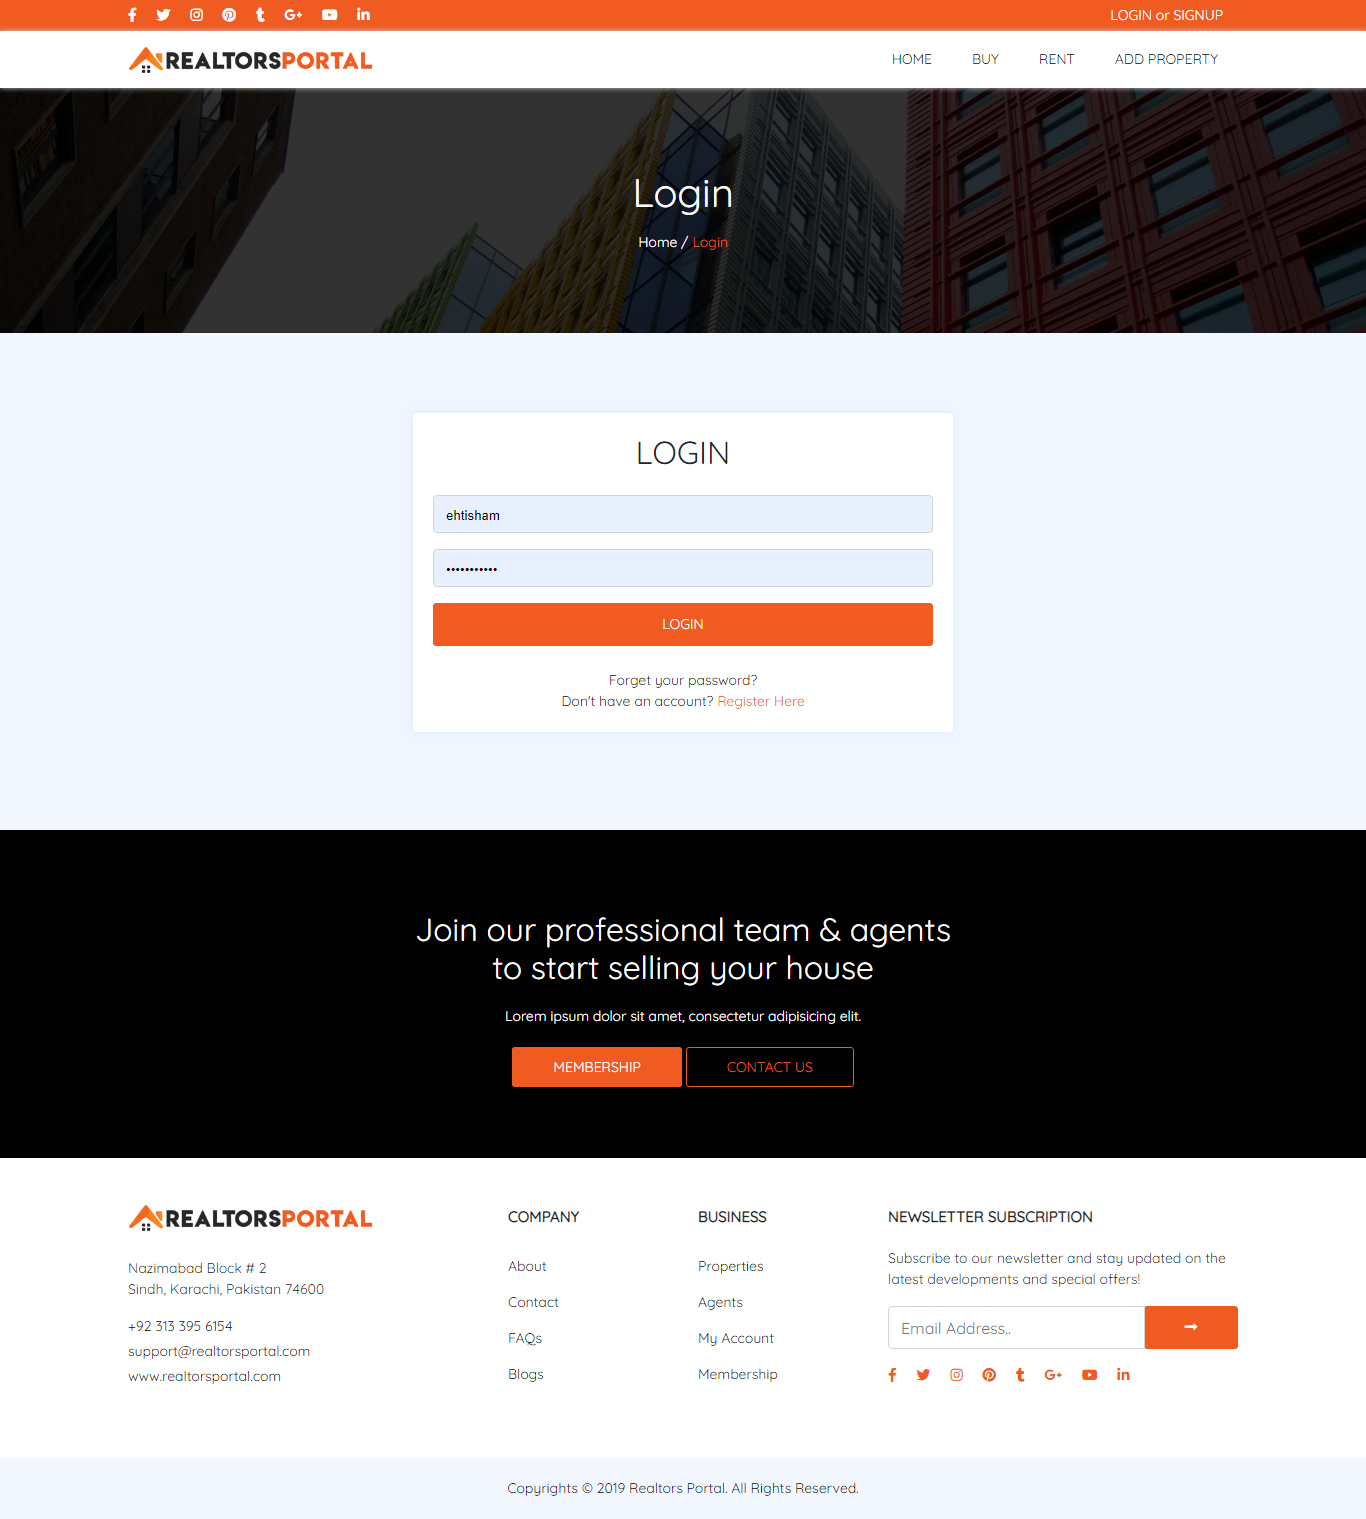 LOGIN or SIGNUP
REALTORSPORTAL
HOME BUY RENT ADD PROPERTY
Login
Home / Login
LOGIN
ehtisham
•••••••••••
LOGIN
Forget your password?
Don't have an account? Register Here
Join our professional team & agents
to start selling your house
Lorem ipsum dolor sit amet, consectetur adipisicing elit.
MEMBERSHIP CONTACT US
REALTORSPORTAL
Nazimabad Block # 2
Sindh, Karachi, Pakistan 74600
+92 313 395 6154
support@realtorsportal.com
www.realtorsportal.com
COMPANY
About
Contact
FAQs
Blogs
BUSINESS
Properties
Agents
My Account
Membership
NEWSLETTER SUBSCRIPTION
Subscribe to our newsletter and stay updated on the
latest developments and special offers!
Email Address..
Copyrights © 2019 Realtors Portal. All Rights Reserved.